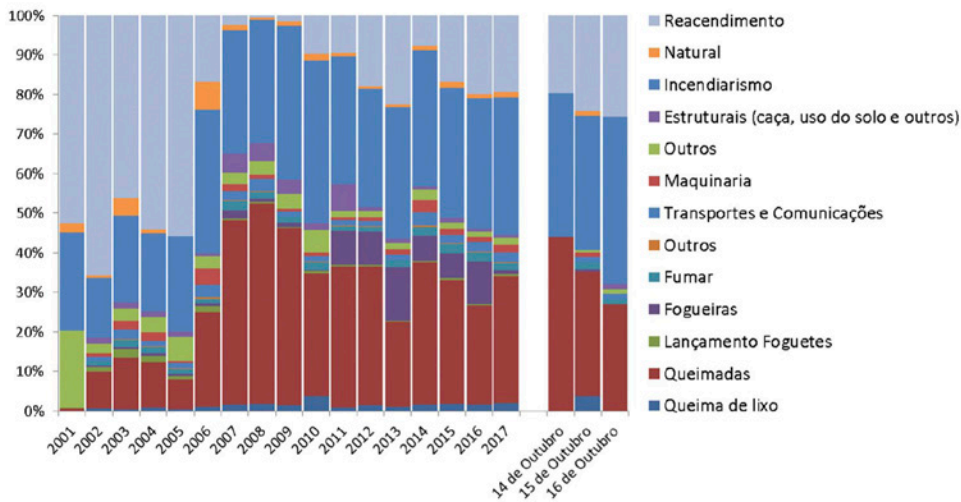 100%
90%
80%
70%
60%
50%
40%
30%
20%
10%
0%
2001
2002
2003
2004
2005
2006
2007
2008
2009
2010
2011
2012
2013
2014
2015
2016
2017
14 de Outubro
15 de Outubro
16 de Outubro
Reacendimento
Natural
Incendiarismo
Estruturais (caça, uso do solo e outros)
Outros
Maquinaria
Transportes e Comunicações
Outros
Fumar
Fogueiras
Lançamento Foguetes
Queimadas
Queima de lixo